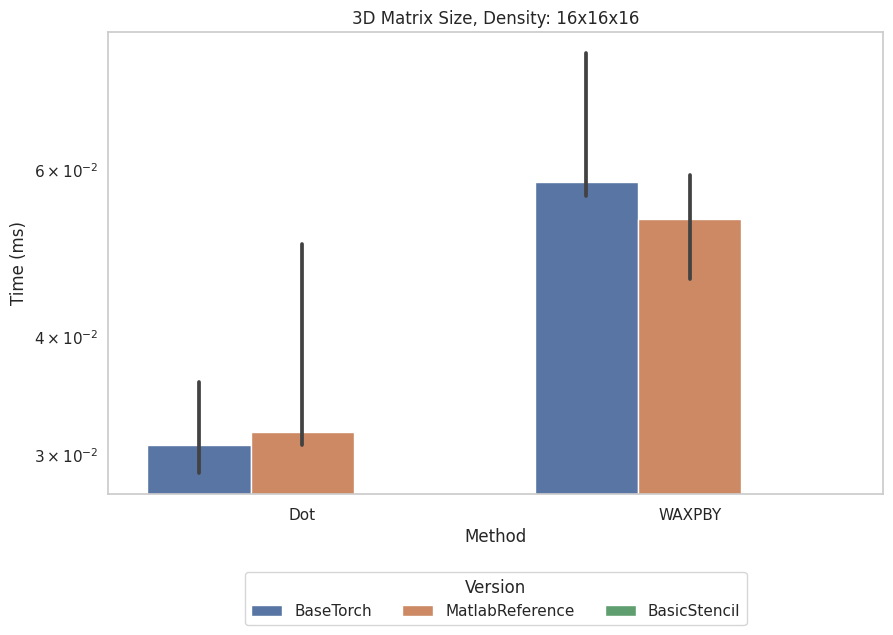 3D Matrix Size, Density: 16x16x16
Time (ms)
6 × 10⁻²
4 × 10⁻²
3 × 10⁻²
Dot
WAXPBY
Method
Version
BaseTorch
MatlabReference
BasicStencil